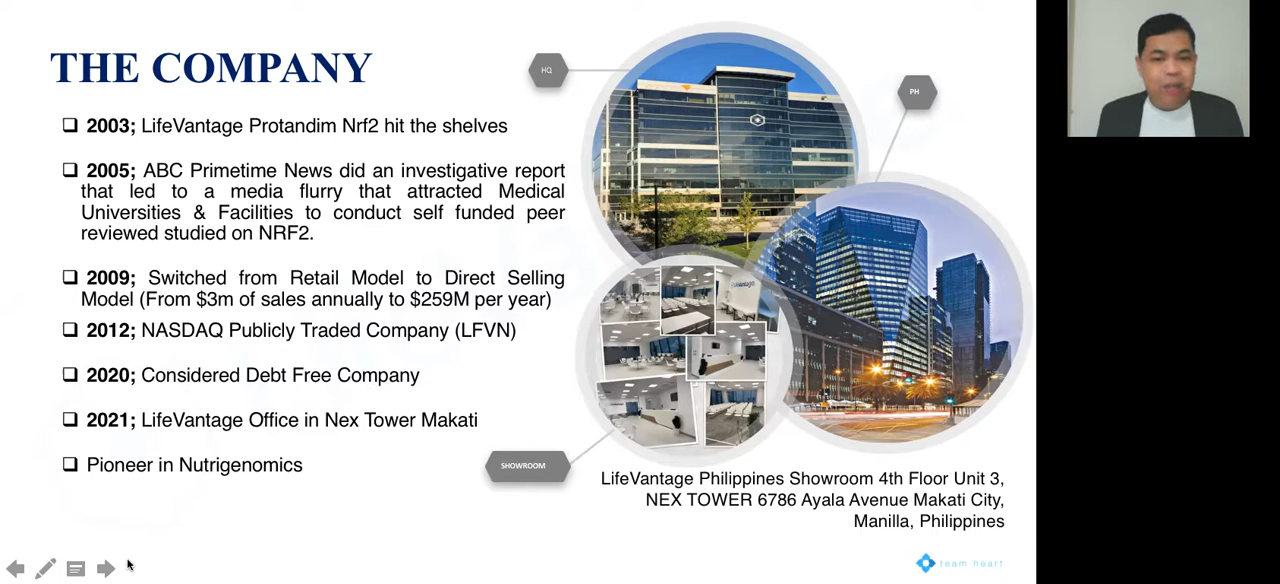 THE COMPANY
2003; LifeVantage Protandim Nrf2 hit the shelves
2005; ABC Primetime News did an investigative report
that led to a media flurry that attracted Medical
Universities & Facilities to conduct self funded peer
reviewed studied on NRF2.
2009; Switched from Retail Model to Direct Selling
Model (From $3m of sales annually to $259M per year)
2012; NASDAQ Publicly Traded Company (LFVN)
2020; Considered Debt Free Company
2021; LifeVantage Office in Nex Tower Makati
Pioneer in Nutrigenomics
HQ
PH
SHOWROOM
LifeVantage Philippines Showroom 4th Floor Unit 3,
NEX TOWER 6786 Ayala Avenue Makati City,
Manilla, Philippines
team heart